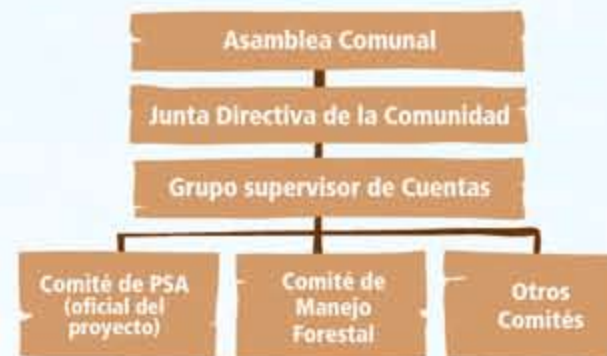 Asamblea Comunal
Junta Directiva de la Comunidad
Grupo supervisor de Cuentas
Comité de PSA
(oficial del
proyecto)
Comité de
Manejo
Forestal
Otros
Comités